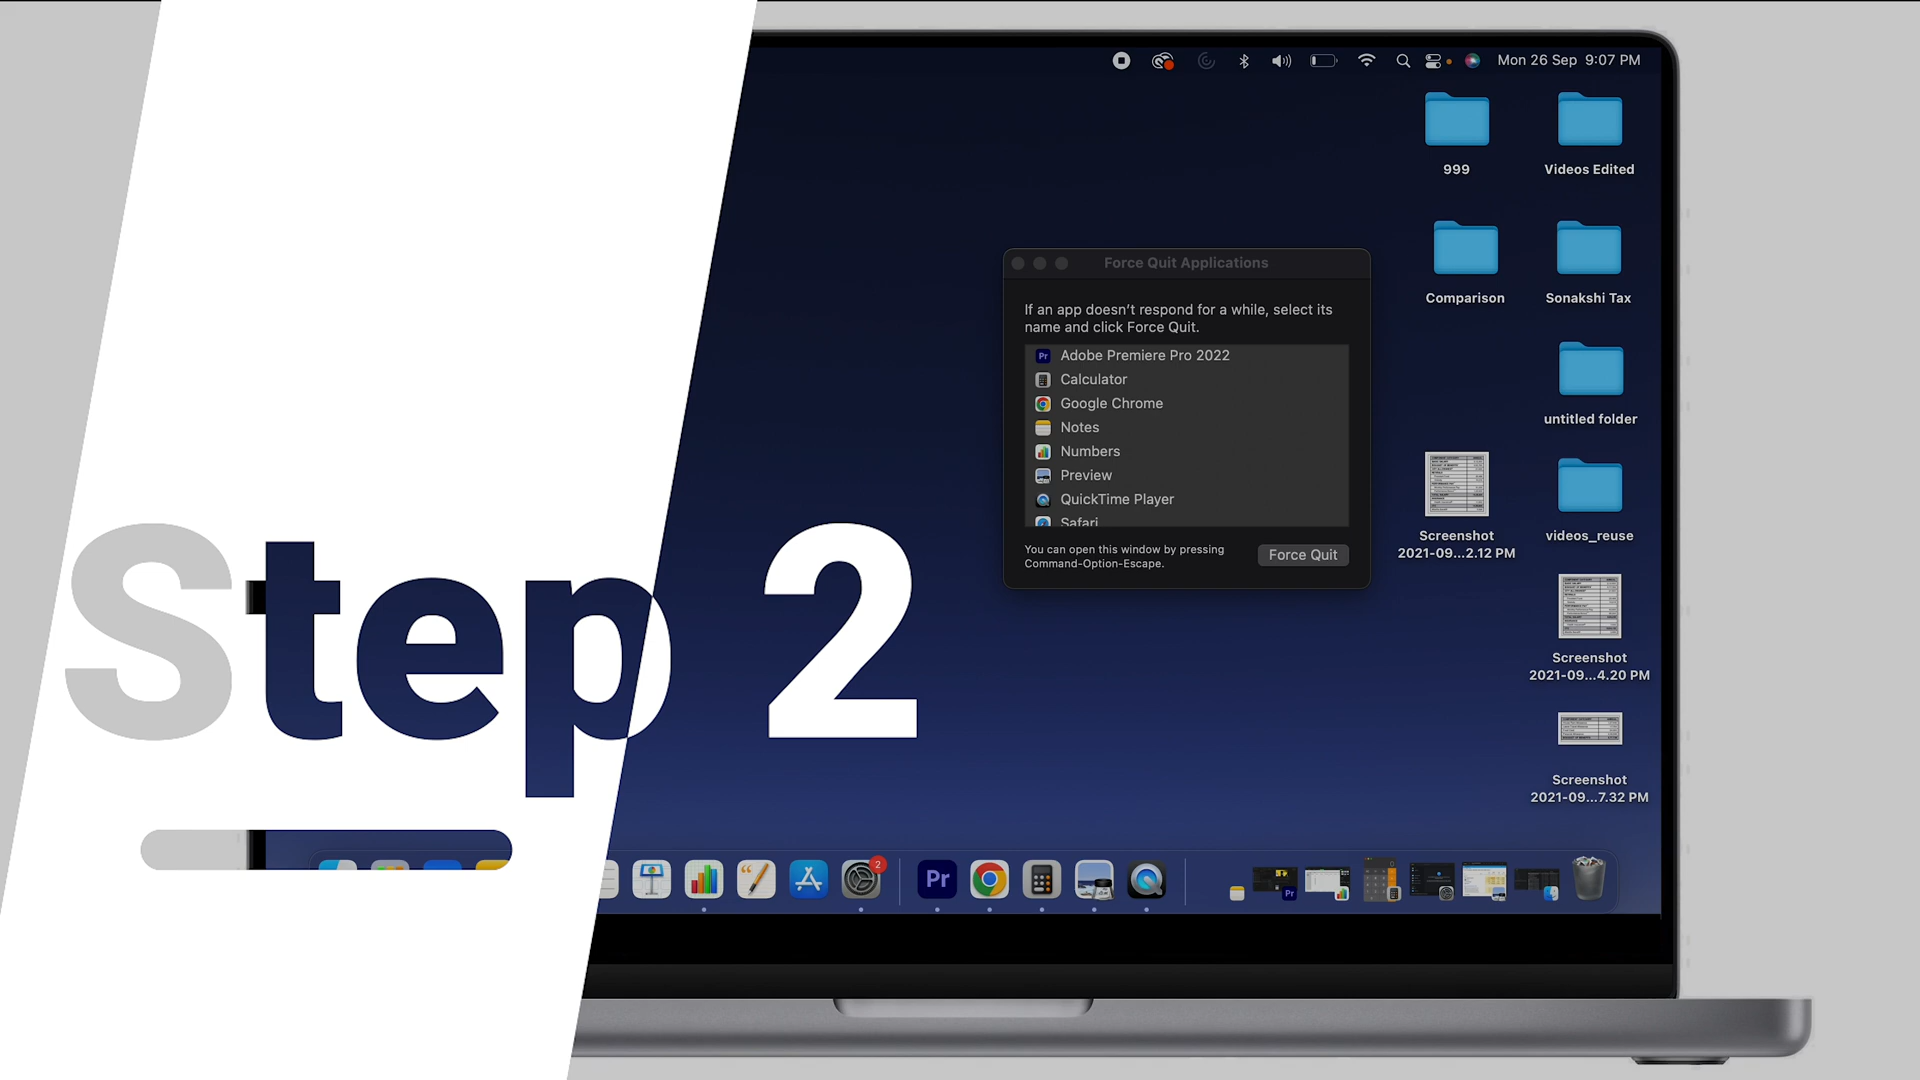 Mon 26 Sep 9:07 PM
999
Videos Edited
Comparison
Sonakshi Tax
untitled folder
Screenshot
2021-09...2.12 PM
videos_reuse
Screenshot
2021-09...4.20 PM
Screenshot
2021-09...7.32 PM
Force Quit Applications
If an app doesn't respond for a while, select its
name and click Force Quit.
Pr Adobe Premiere Pro 2022
Calculator
Google Chrome
Notes
Numbers
Preview
QuickTime Player
Safari
You can open this window by pressing
Command-Option-Escape.
Force Quit
Step 2
2
Pr
Pr